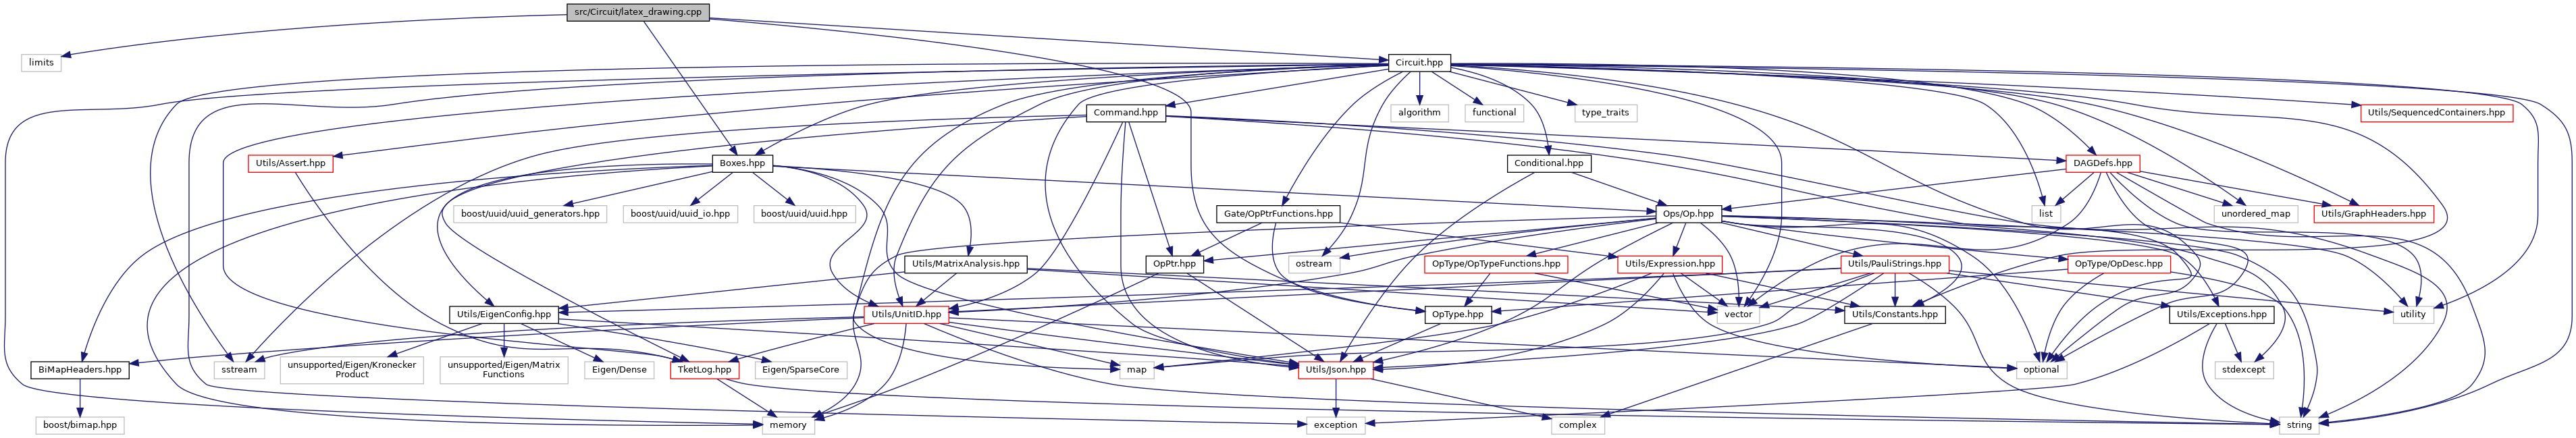 src/Circuit/latex_drawing.cpp
limits
Circuit.hpp
Command.hpp
algorithm
functional
type_traits
Utils/SequencedContainers.hpp
Utils/Assert.hpp
Boxes.hpp
Conditional.hpp
DAGDefs.hpp
boost/uuid/uuid_generators.hpp
boost/uuid/uuid_io.hpp
boost/uuid/uuid.hpp
Gate/OpPtrFunctions.hpp
Ops/Op.hpp
list
unordered_map
Utils/GraphHeaders.hpp
Utils/MatrixAnalysis.hpp
OpPtr.hpp
ostream
OpType/OpTypeFunctions.hpp
Utils/Expression.hpp
Utils/PauliStrings.hpp
OpType/OpDesc.hpp
Utils/EigenConfig.hpp
Utils/UnitID.hpp
OpType.hpp
vector
Utils/Constants.hpp
Utils/Exceptions.hpp
utility
BiMapHeaders.hpp
sstream
unsupported/Eigen/Kronecker
Product
unsupported/Eigen/Matrix
Functions
Eigen/Dense
TketLog.hpp
Eigen/SparseCore
map
Utils/Json.hpp
optional
stdexcept
boost/bimap.hpp
memory
exception
complex
string